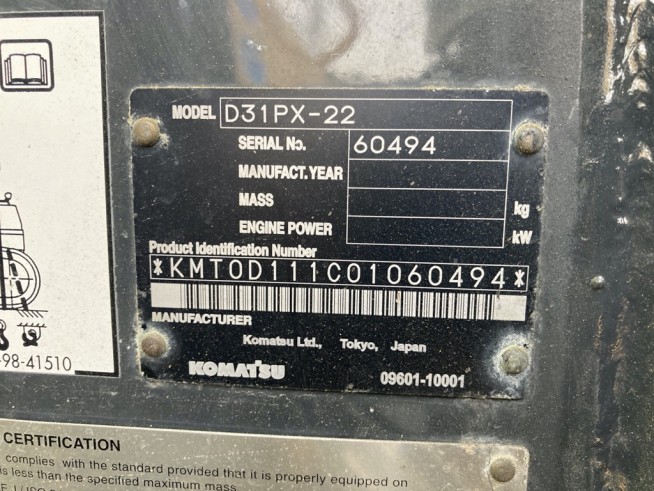 MODEL D31PX-22
SERIAL No. 60494
MANUFACT. YEAR
MASS kg
ENGINE POWER kW
Product Identification Number
*KMT0D111C01060494*
MANUFACTURER
Komatsu Ltd., Tokyo, Japan
KOMATSU 09601-10001
-98-41510
CERTIFICATION
complies with the standard provided that it is properly equipped on
is less than the specified maximum mass